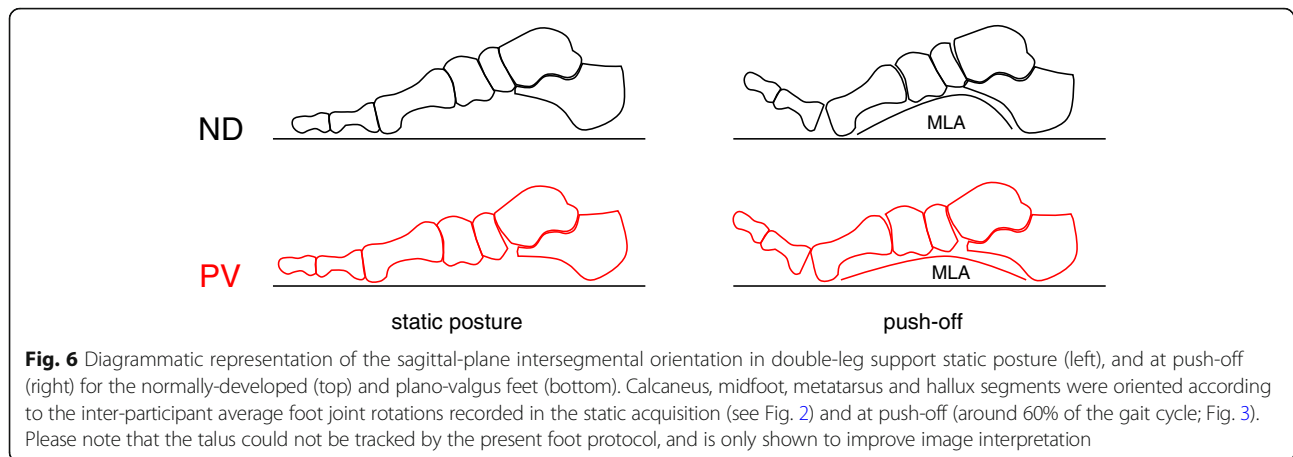 ND
MLA
PV
MLA
static posture
push-off
Fig. 6 Diagrammatic representation of the sagittal-plane intersegmental orientation in double-leg support static posture (left), and at push-off
(right) for the normally-developed (top) and plano-valgus feet (bottom). Calcaneus, midfoot, metatarsus and hallux segments were oriented according
to the inter-participant average foot joint rotations recorded in the static acquisition (see Fig. 2) and at push-off (around 60% of the gait cycle; Fig. 3).
Please note that the talus could not be tracked by the present foot protocol, and is only shown to improve image interpretation